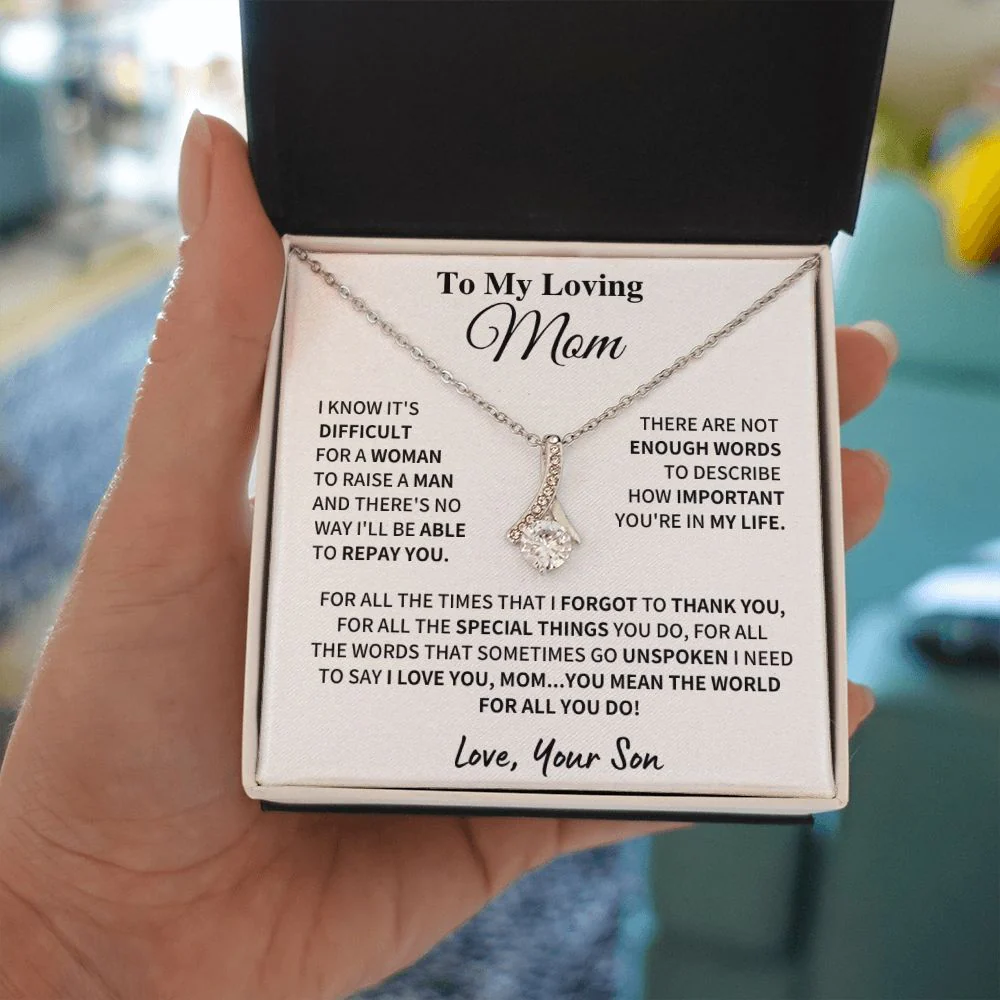 To My Loving
Mom
I KNOW IT'S
DIFFICULT
FOR A WOMAN
TO RAISE A MAN
AND THERE'S NO
WAY I'LL BE ABLE
TO REPAY YOU.
THERE ARE NOT
ENOUGH WORDS
TO DESCRIBE
HOW IMPORTANT
YOU'RE IN MY LIFE.
FOR ALL THE TIMES THAT I FORGOT TO THANK YOU,
FOR ALL THE SPECIAL THINGS YOU DO, FOR ALL
THE WORDS THAT SOMETIMES GO UNSPOKEN I NEED
TO SAY I LOVE YOU, MOM...YOU MEAN THE WORLD
FOR ALL YOU DO!
Love, Your Son